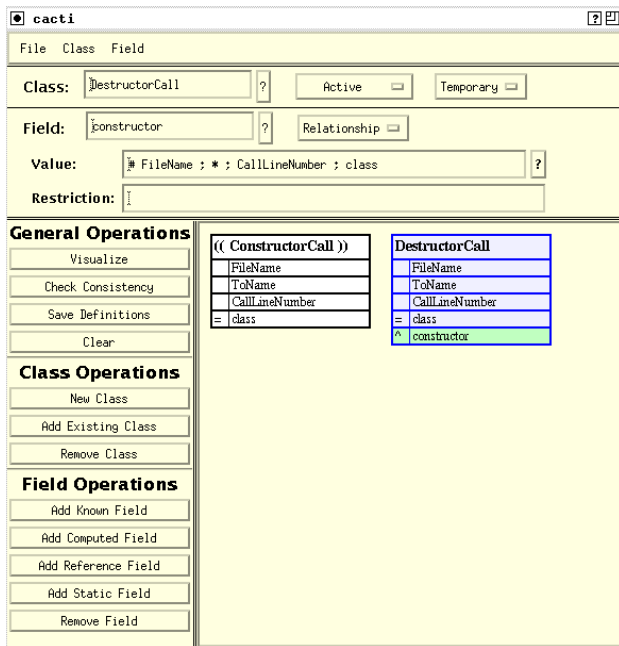 cacti ?
File Class Field
Class: DestructorCall ? Active Temporary
Field: constructor ? Relationship
Value: # FileName ; * ; CallLineNumber ; class ?
Restriction:
General Operations
Visualize
Check Consistency
Save Definitions
Clear
Class Operations
New Class
Add Existing Class
Remove Class
Field Operations
Add Known Field
Add Computed Field
Add Reference Field
Add Static Field
Remove Field
(( ConstructorCall ))
FileName
ToName
CallLineNumber
= class
DestructorCall
FileName
ToName
CallLineNumber
= class
^ constructor